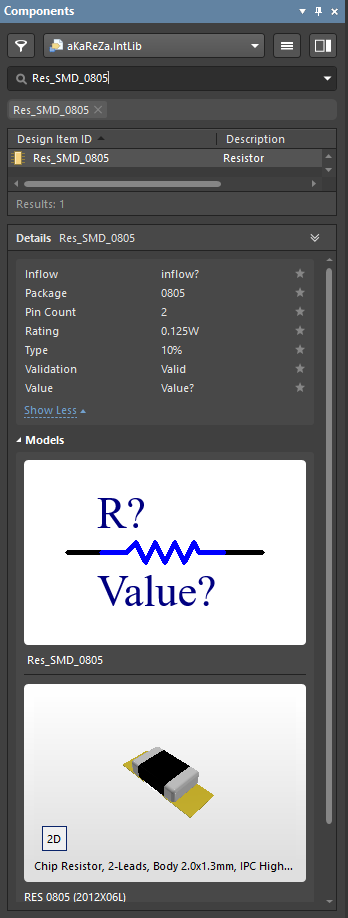 Components
aKaReZa.IntLib
Res_SMD_0805
Res_SMD_0805
Design Item ID Description
Res_SMD_0805 Resistor
Results: 1
Details Res_SMD_0805
Inflow inflow?
Package 0805
Pin Count 2
Rating 0.125W
Type 10%
Validation Valid
Value Value?
Show Less
Models
R?
Value?
Res_SMD_0805
2D
Chip Resistor, 2-Leads, Body 2.0x1.3mm, IPC High...
RES 0805 (2012X06L)